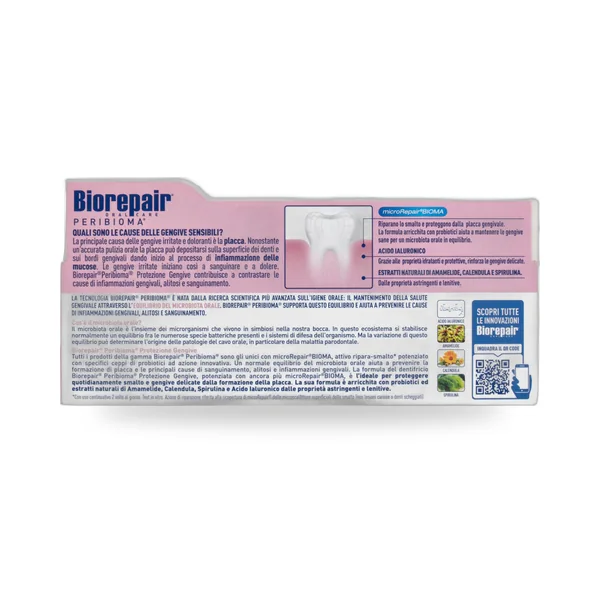 Biorepair®
ORAL CARE
PERIBIOMA®
QUALI SONO LE CAUSE DELLE GENGIVE SENSIBILI?
La principale causa delle gengive irritate e doloranti è la placca. Nonostante
un'accurata pulizia orale la placca può depositarsi sulla superficie dei denti e
sui bordi gengivali dando inizio al processo di infiammazione delle
mucose. Le gengive irritate iniziano così a sanguinare e a dolere.
Biorepair® Peribioma® Protezione Gengive contribuisce a contrastare le
cause di infiammazioni gengivali, alitosi e sanguinamento.
microRepair®BIOMA
Riparano lo smalto e proteggono dalla placca gengivale.
La formula arricchita con probiotici aiuta a mantenere le gengive
sane per un microbiota orale in equilibrio.
ACIDO IALURONICO
Grazie alle proprietà idratanti e protettive, rinforza le gengive delicate.
ESTRATTI NATURALI DI AMAMELIDE, CALENDULA E SPIRULINA.
Dalle proprietà astringenti e lenitive.
LA TECNOLOGIA BIOREPAIR® PERIBIOMA® È NATA DALLA RICERCA SCIENTIFICA PIÙ AVANZATA SULL'IGIENE ORALE: IL MANTENIMENTO DELLA SALUTE
GENGIVALE ATTRAVERSO L'EQUILIBRIO DEL MICROBIOTA ORALE. BIOREPAIR® PERIBIOMA® SUPPORTA QUESTO EQUILIBRIO E AIUTA A PREVENIRE LE CAUSE
DI INFIAMMAZIONI GENGIVALI, ALITOSI E SANGUINAMENTO.
Cos'è il microbiota orale?
Il microbiota orale è l'insieme dei microrganismi che vivono in simbiosi nella nostra bocca. In questo ecosistema si stabilisce
normalmente un equilibrio fra numerose specie batteriche presenti e i sistemi di difesa dell'organismo. Ma la variazione di questo
equilibrio può determinare l'origine delle patologie del cavo orale, in particolare della malattia parodontale.
Biorepair® Peribioma® Protezione Gengive
Tutti i prodotti della gamma Biorepair® Peribioma® sono gli unici con microRepair®BIOMA, attivo ripara-smalto* potenziato
con specifici ceppi di probiotici ad azione innovativa. Un normale equilibrio del microbiota orale aiuta a prevenire la
formazione di placca e le principali cause di sanguinamento, alitosi e infiammazioni gengivali. La formula del dentifricio
Biorepair® Peribioma® Protezione Gengive, potenziata con ancora più microRepair®BIOMA, è l'ideale per proteggere
quotidianamente smalto e gengive delicate dalla formazione della placca. La sua formula è arricchita con probiotici ed
estratti naturali di Amamelide, Calendula, Spirulina e Acido Ialuronico dalle proprietà astringenti e lenitive.
ACIDO IALURONICO
AMAMELIDE
CALENDULA
SPIRULINA
SCOPRI TUTTE
LE INNOVAZIONI
Biorepair
INQUADRA IL QR CODE